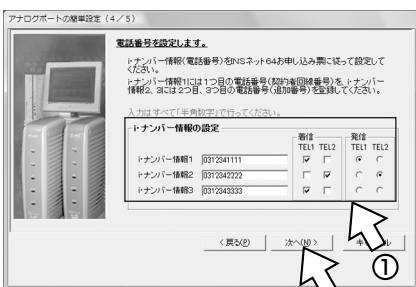 アナログポートの簡単設定(4/5)
電話番号を設定します。
i・ナンバー情報(電話番号)をINSネット64お申し込み票に従って設定して
ください。
i・ナンバー情報1には1つ目の電話番号(契約者回線番号)を、i・ナンバー
情報2、3には2つ目、3つ目の電話番号(追加番号)を登録してください。
入力はすべて「半角数字」で行ってください。
i・ナンバー情報の設定
着信 発信
TEL1 TEL2 TEL1 TEL2
i・ナンバー情報1 0312341111
i・ナンバー情報2 0312342222
i・ナンバー情報3 0312343333
< 戻る(P) 次へ(N) >
①